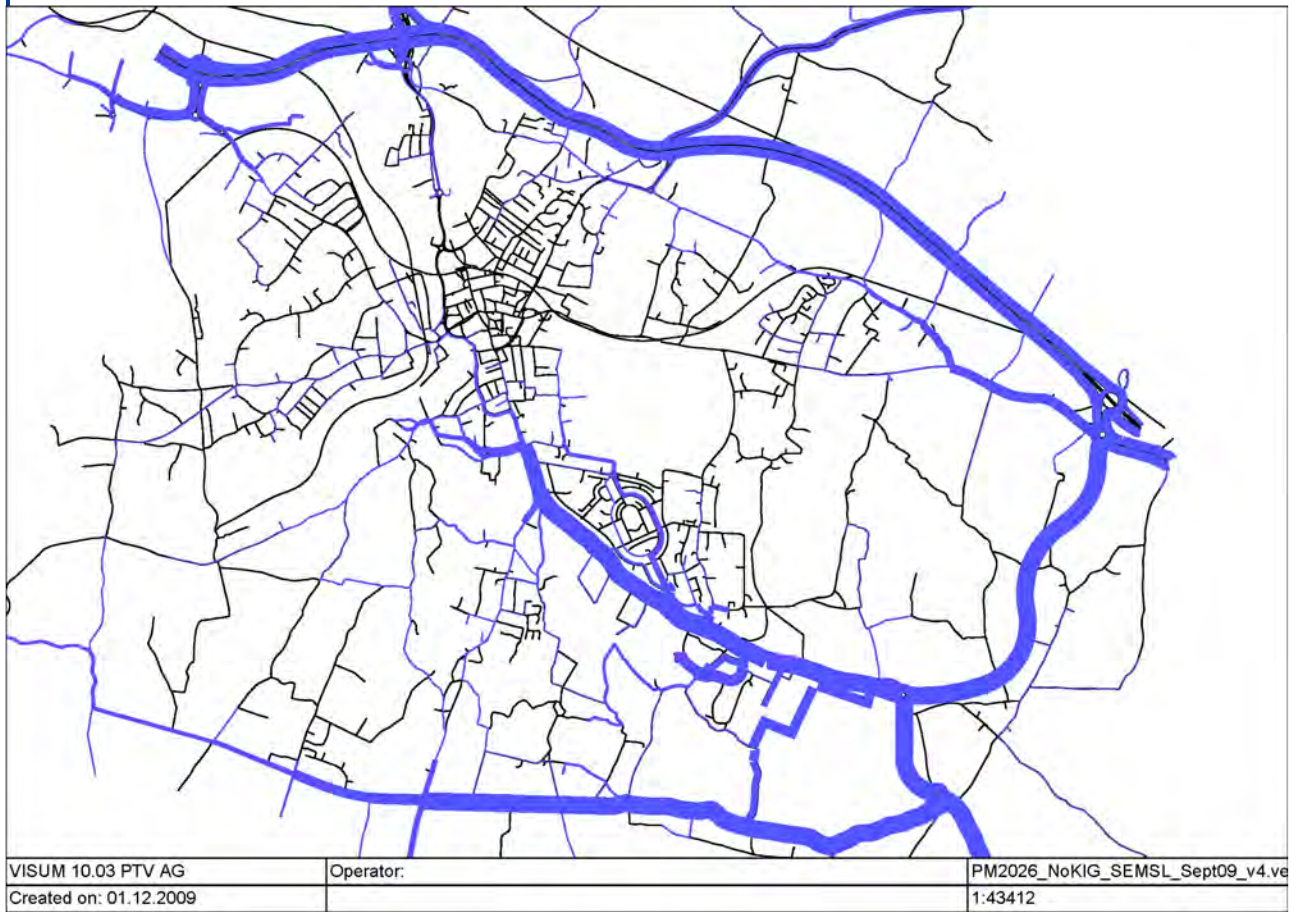 VISUM 10.03 PTV AG
Operator:
PM2026_NoKIG_SEMSL_Sept09_v4.ve
Created on: 01.12.2009
1:43412